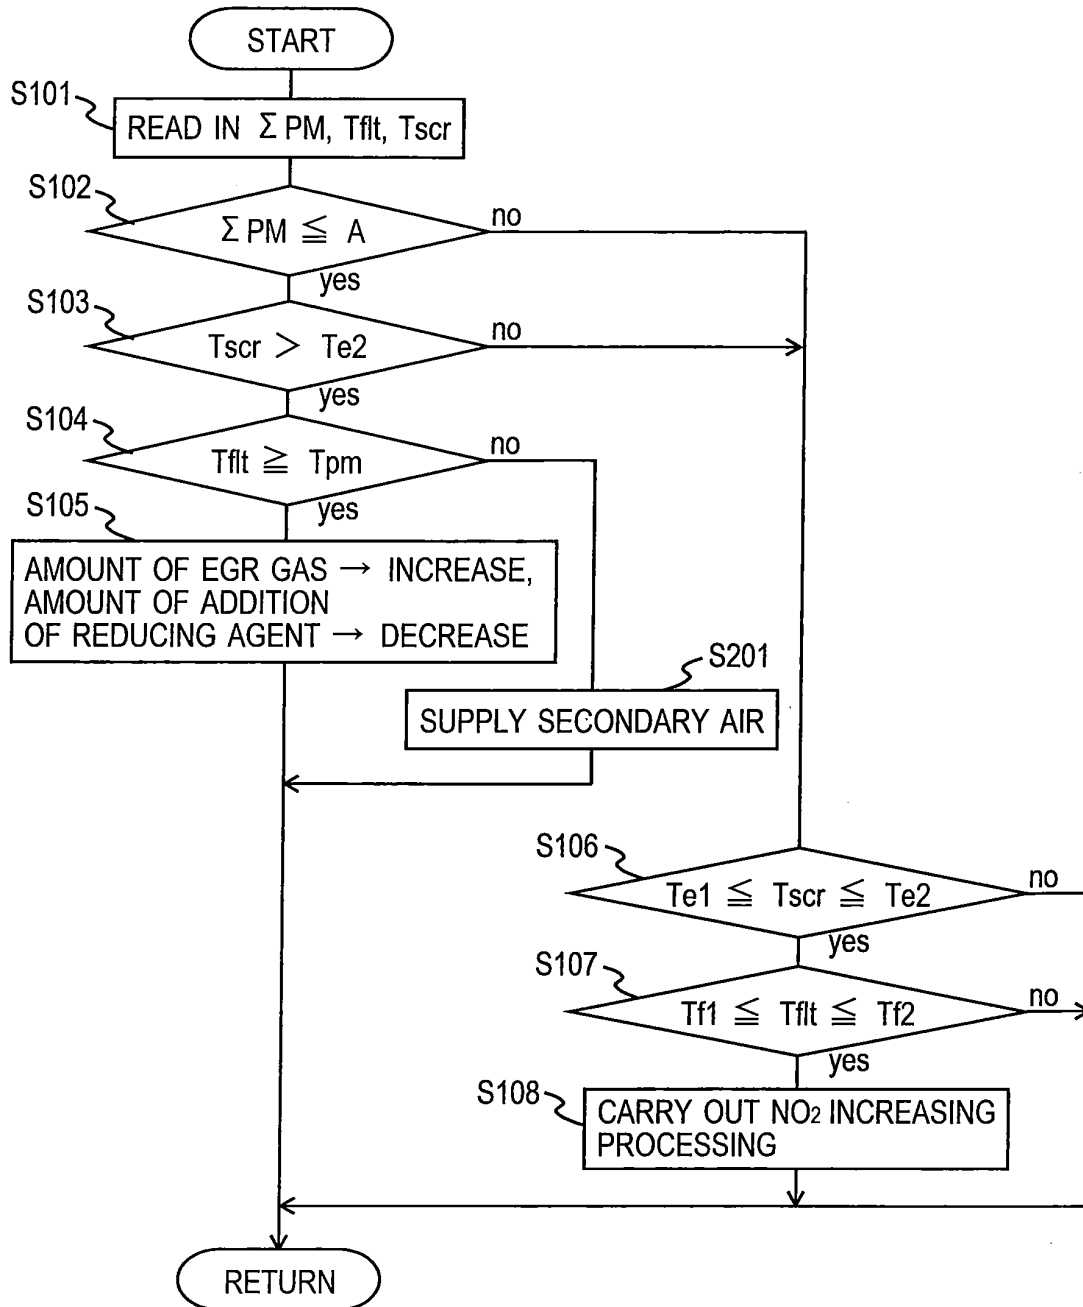 START
S101
READ IN ΣPM, Tflt, Tscr
S102
ΣPM ≦ A
no
yes
S103
Tscr > Te2
no
yes
S104
Tflt ≧ Tpm
no
yes
S105
AMOUNT OF EGR GAS → INCREASE,
AMOUNT OF ADDITION
OF REDUCING AGENT → DECREASE
S201
SUPPLY SECONDARY AIR
S106
Te1 ≦ Tscr ≦ Te2
no
yes
S107
Tf1 ≦ Tflt ≦ Tf2
no
yes
S108
CARRY OUT NO₂ INCREASING
PROCESSING
RETURN